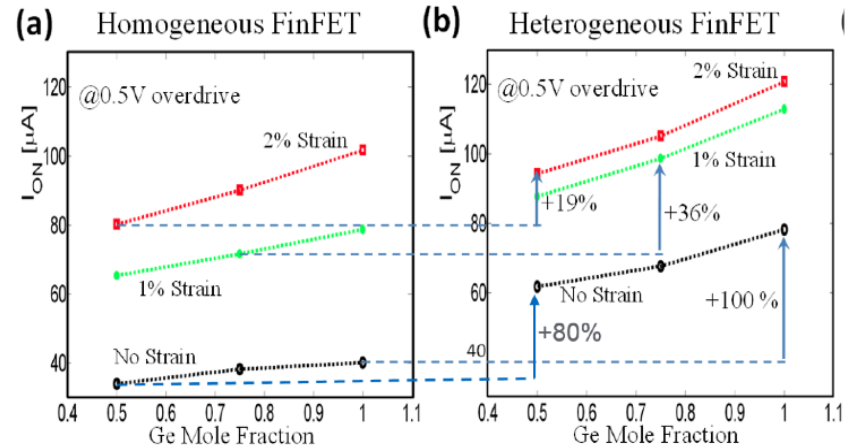 (a) Homogeneous FinFET
@0.5V overdrive
2% Strain
1% Strain
No Strain
I_ON [µA]
120
100
80
60
40
0.4 0.5 0.6 0.7 0.8 0.9 1 1.1
Ge Mole Fraction
(b) Heterogeneous FinFET
@0.5V overdrive
2% Strain
1% Strain
+19%
+36%
No Strain
+100 %
+80%
I_ON [µA]
120
100
80
60
40
0.4 0.5 0.6 0.7 0.8 0.9 1 1.1
Ge Mole Fraction